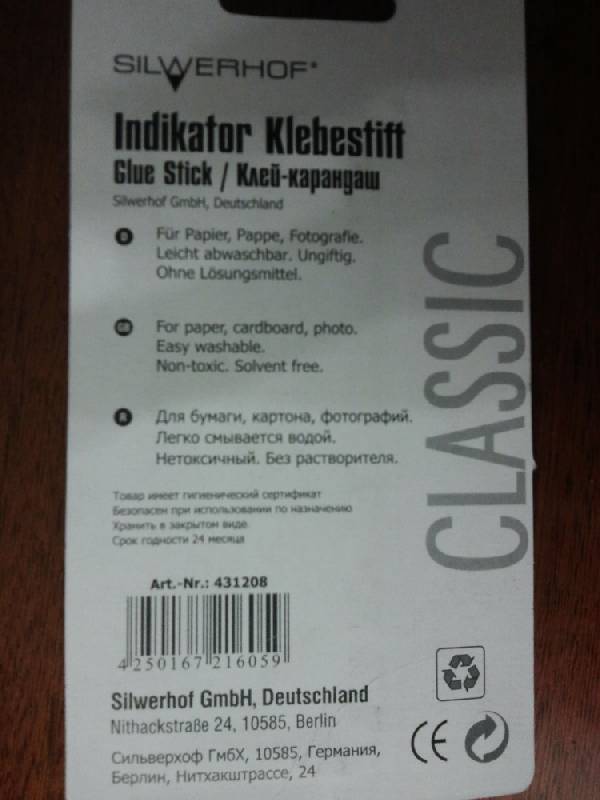 SILWERHOF®
Indikator Klebestift
Glue Stick / Клей-карандаш
Silwerhof GmbH, Deutschland
D Für Papier, Pappe, Fotografie.
Leicht abwaschbar. Ungiftig.
Ohne Lösungsmittel.
GB For paper, cardboard, photo.
Easy washable.
Non-toxic. Solvent free.
R Для бумаги, картона, фотографий.
Легко смывается водой.
Нетоксичный. Без растворителя.
Товар имеет гигиенический сертификат
Безопасен при использовании по назначению
Хранить в закрытом виде
Срок годности 24 месяца
CLASSIC
Art.-Nr.: 431208
4 250167 216059
Silwerhof GmbH, Deutschland
Nithackstraße 24, 10585, Berlin
Сильверхоф ГмбХ, 10585, Германия,
Берлин, Нитхакштрассе, 24
CE